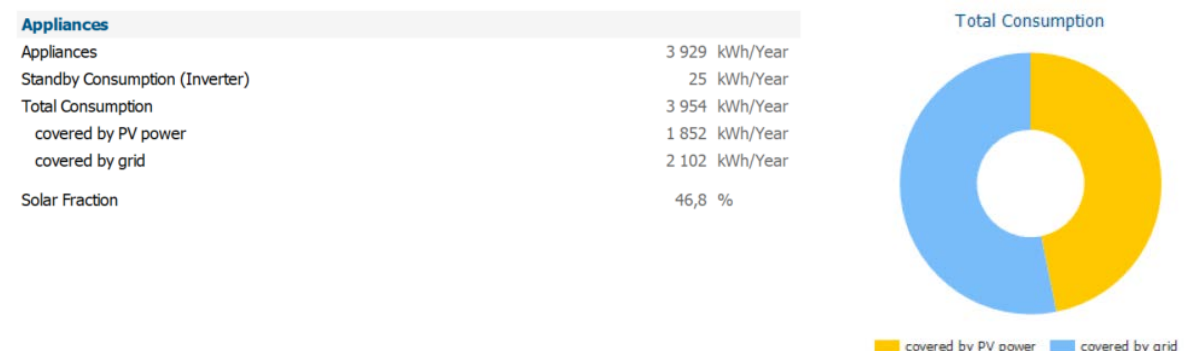 Appliances
Appliances 3 929 kWh/Year
Standby Consumption (Inverter) 25 kWh/Year
Total Consumption 3 954 kWh/Year
covered by PV power 1 852 kWh/Year
covered by grid 2 102 kWh/Year
Solar Fraction 46,8 %
Total Consumption
covered by PV power covered by grid